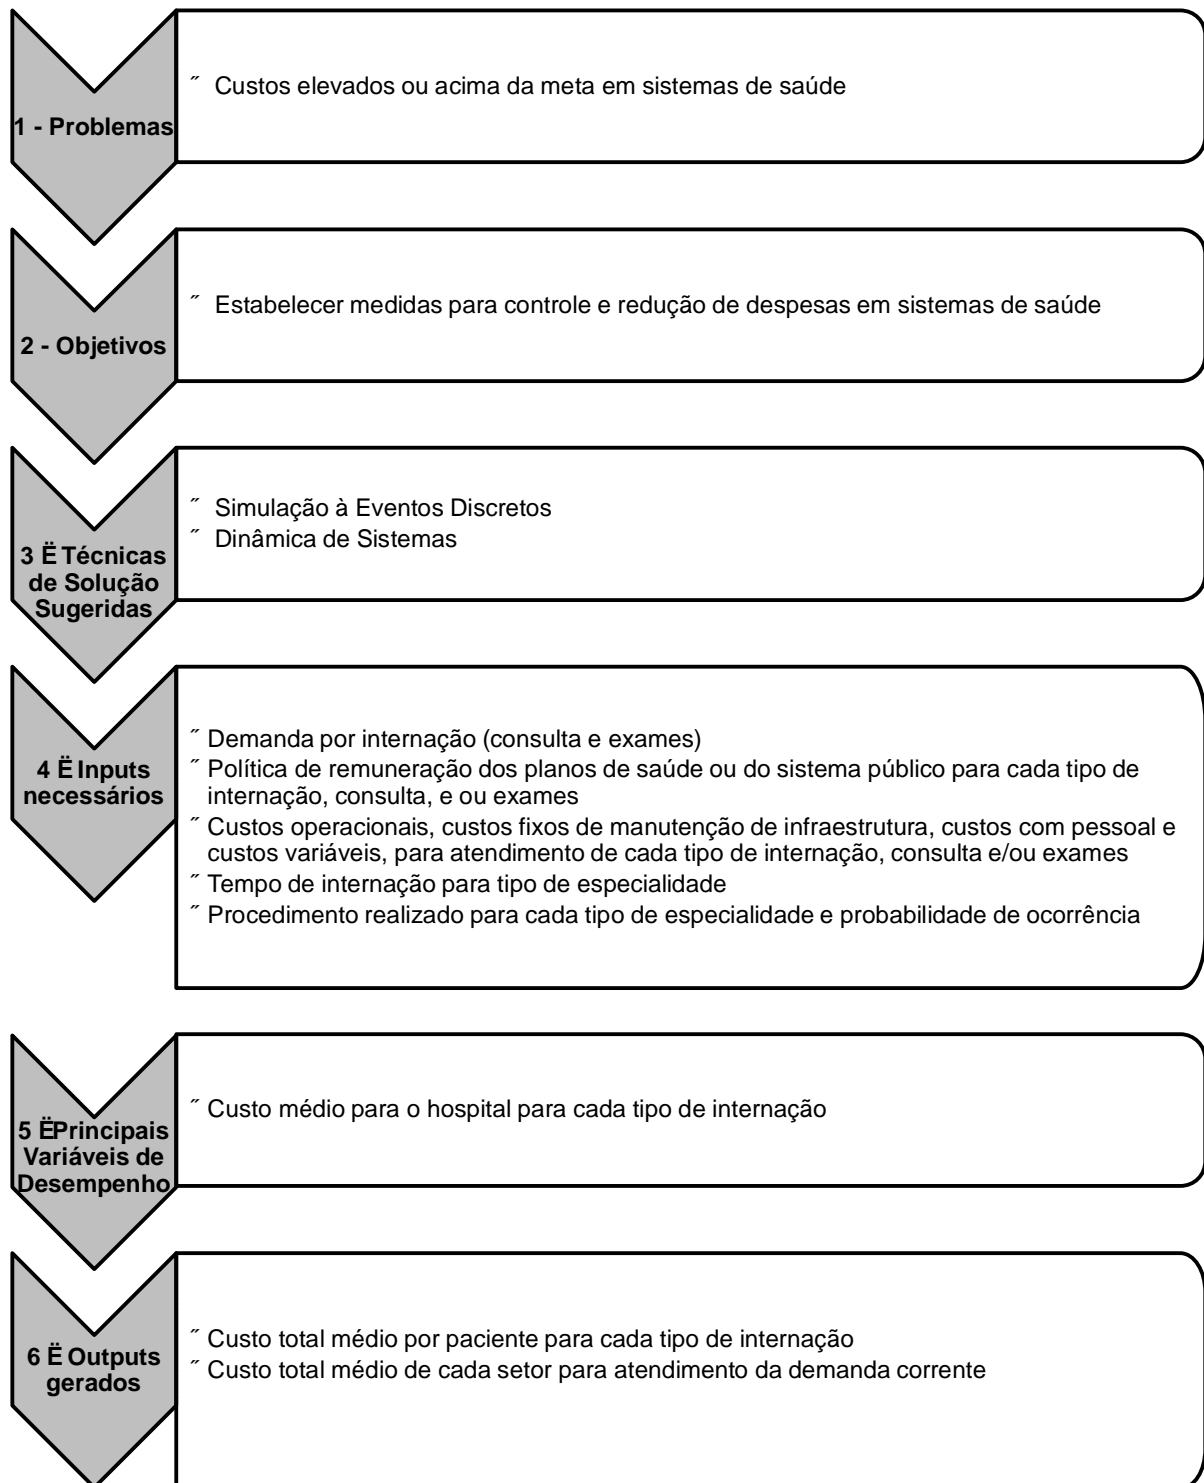 1 - Problemas
˝ Custos elevados ou acima da meta em sistemas de saúde
2 - Objetivos
˝ Estabelecer medidas para controle e redução de despesas em sistemas de saúde
3 Ë Técnicas
de Solução
Sugeridas
˝ Simulação à Eventos Discretos
˝ Dinâmica de Sistemas
4 Ë Inputs
necessários
˝ Demanda por internação (consulta e exames)
˝ Política de remuneração dos planos de saúde ou do sistema público para cada tipo de
internação, consulta, e ou exames
˝ Custos operacionais, custos fixos de manutenção de infraestrutura, custos com pessoal e
custos variáveis, para atendimento de cada tipo de internação, consulta e/ou exames
˝ Tempo de internação para tipo de especialidade
˝ Procedimento realizado para cada tipo de especialidade e probabilidade de ocorrência
5 ËPrincipais
Variáveis de
Desempenho
˝ Custo médio para o hospital para cada tipo de internação
6 Ë Outputs
gerados
˝ Custo total médio por paciente para cada tipo de internação
˝ Custo total médio de cada setor para atendimento da demanda corrente